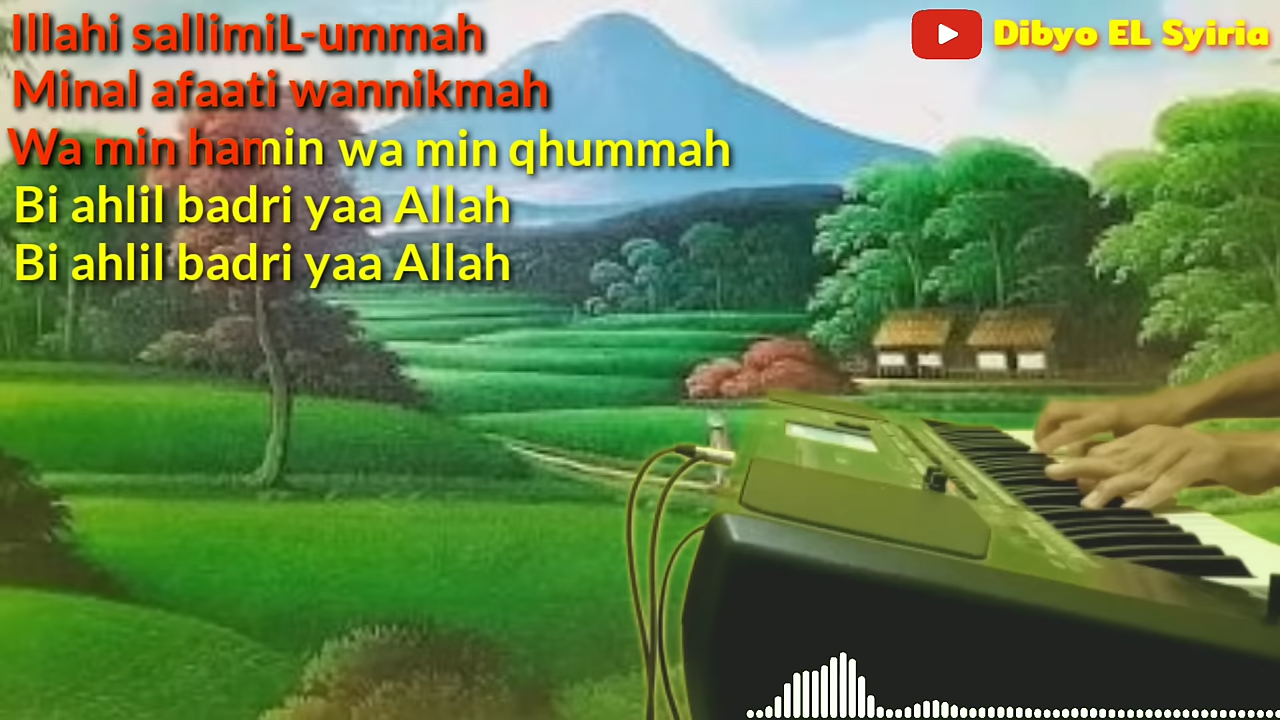 Illahi sallimiL-ummah
Minal afaati wannikmah
Wa min hamin wa min qhummah
Bi ahlil badri yaa Allah
Bi ahlil badri yaa Allah
Dibyo EL Syiria